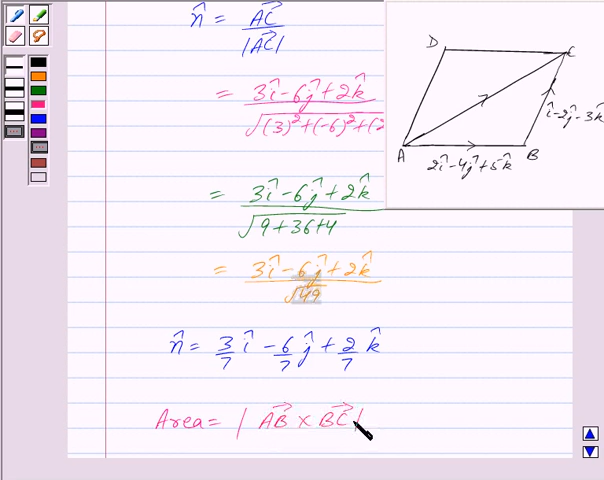 n̂ = AC⃗ / |AC⃗|
= 3î - 6ĵ + 2k̂ / √(3)² + (-6)² + (2
= 3î - 6ĵ + 2k̂ / √9 + 36 + 4
= 3î - 6ĵ + 2k̂ / √49
n̂ = 3/7 î - 6/7 ĵ + 2/7 k̂
Area = | AB⃗ × BC⃗ |
D
C
î - 2ĵ - 3k̂
A
B
2î - 4ĵ + 5k̂